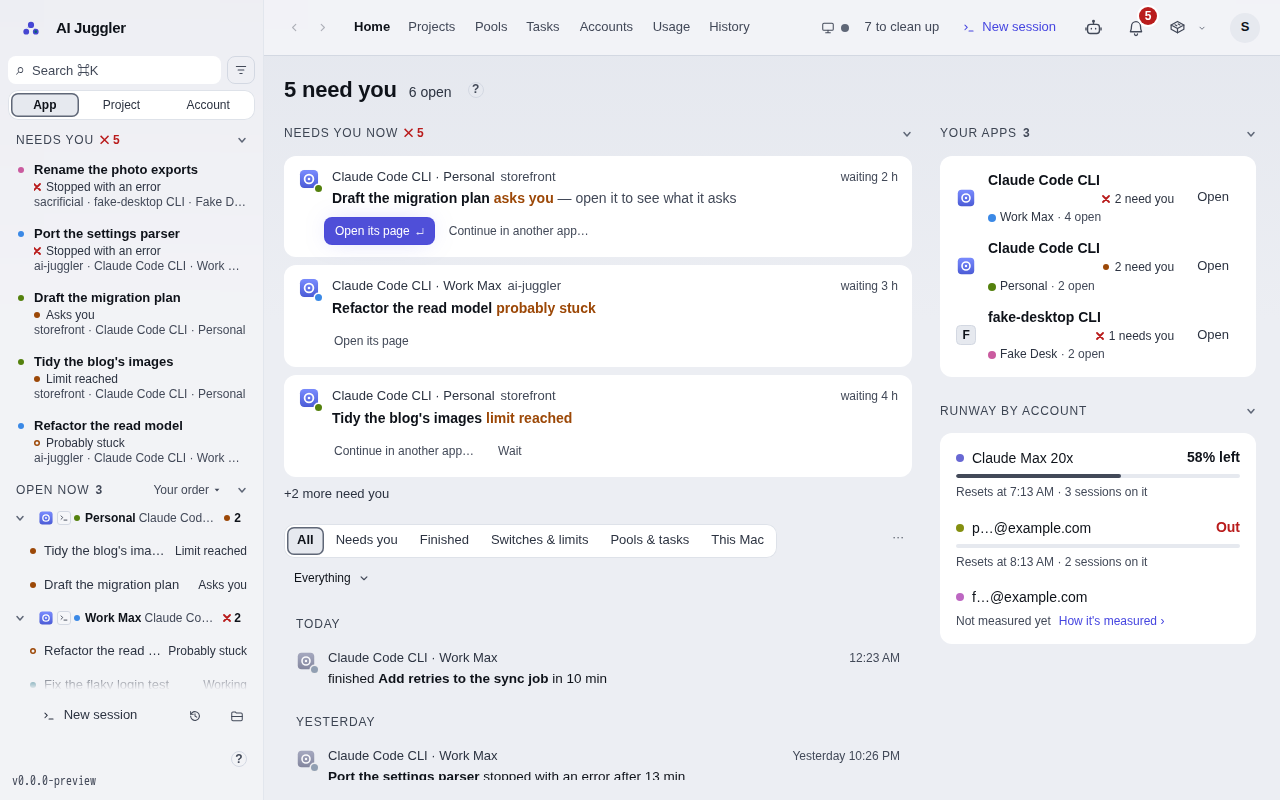 AI Juggler
Search ⌘K
App Project Account
NEEDS YOU 5
Rename the photo exports
Stopped with an error
sacrificial · fake-desktop CLI · Fake D…
Port the settings parser
Stopped with an error
ai-juggler · Claude Code CLI · Work …
Draft the migration plan
Asks you
storefront · Claude Code CLI · Personal
Tidy the blog's images
Limit reached
storefront · Claude Code CLI · Personal
Refactor the read model
Probably stuck
ai-juggler · Claude Code CLI · Work …
OPEN NOW 3 Your order
Personal Claude Cod… 2
Tidy the blog's ima… Limit reached
Draft the migration plan Asks you
Work Max Claude Co… 2
Refactor the read … Probably stuck
Fix the flaky login test Working
New session
?
v0.0.0-preview
Home Projects Pools Tasks Accounts Usage History
7 to clean up
New session
5
S
5 need you 6 open ?
NEEDS YOU NOW 5
Claude Code CLI · Personal storefront waiting 2 h
Draft the migration plan asks you — open it to see what it asks
Open its page Continue in another app…
Claude Code CLI · Work Max ai-juggler waiting 3 h
Refactor the read model probably stuck
Open its page
Claude Code CLI · Personal storefront waiting 4 h
Tidy the blog's images limit reached
Continue in another app… Wait
+2 more need you
All Needs you Finished Switches & limits Pools & tasks This Mac …
Everything
TODAY
Claude Code CLI · Work Max 12:23 AM
finished Add retries to the sync job in 10 min
YESTERDAY
Claude Code CLI · Work Max Yesterday 10:26 PM
Port the settings parser stopped with an error after 13 min
YOUR APPS 3
Claude Code CLI
2 need you Open
Work Max · 4 open
Claude Code CLI
2 need you Open
Personal · 2 open
F fake-desktop CLI
1 needs you Open
Fake Desk · 2 open
RUNWAY BY ACCOUNT
Claude Max 20x 58% left
Resets at 7:13 AM · 3 sessions on it
p…@example.com Out
Resets at 8:13 AM · 2 sessions on it
f…@example.com
Not measured yet How it's measured ›